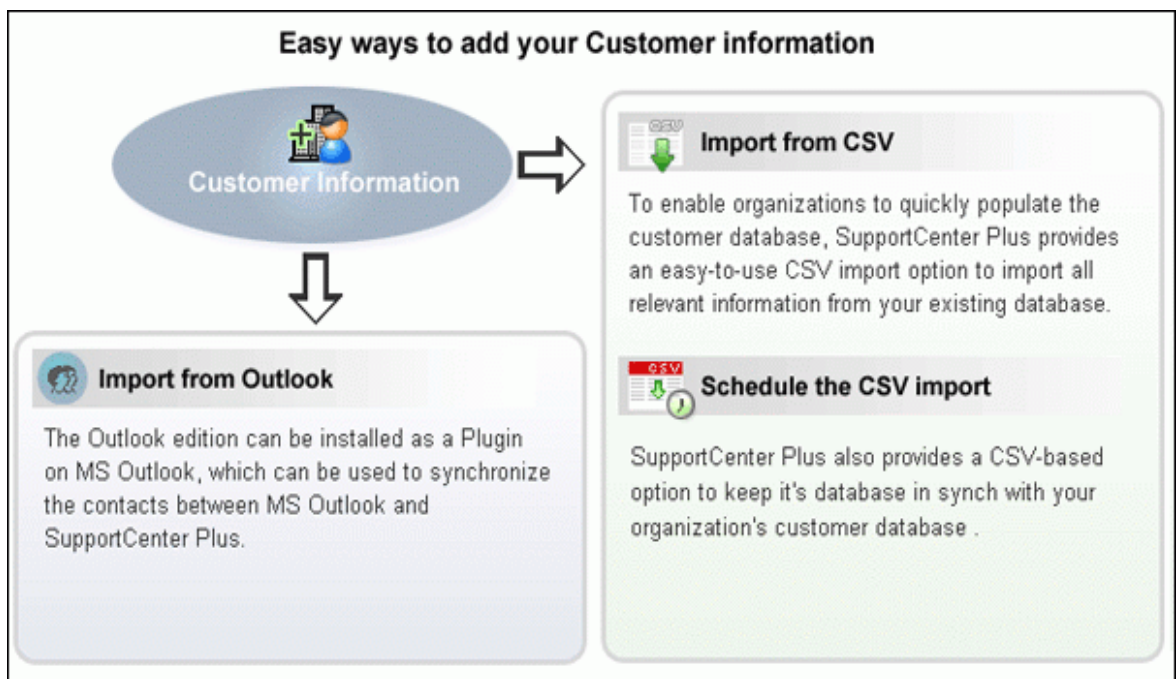 Easy ways to add your Customer information
Customer Information
CSV
Import from CSV
To enable organizations to quickly populate the
customer database, SupportCenter Plus provides
an easy-to-use CSV import option to import all
relevant information from your existing database.
CSV
Schedule the CSV import
SupportCenter Plus also provides a CSV-based
option to keep it's database in synch with your
organization's customer database .
Import from Outlook
The Outlook edition can be installed as a Plugin
on MS Outlook, which can be used to synchronize
the contacts between MS Outlook and
SupportCenter Plus.